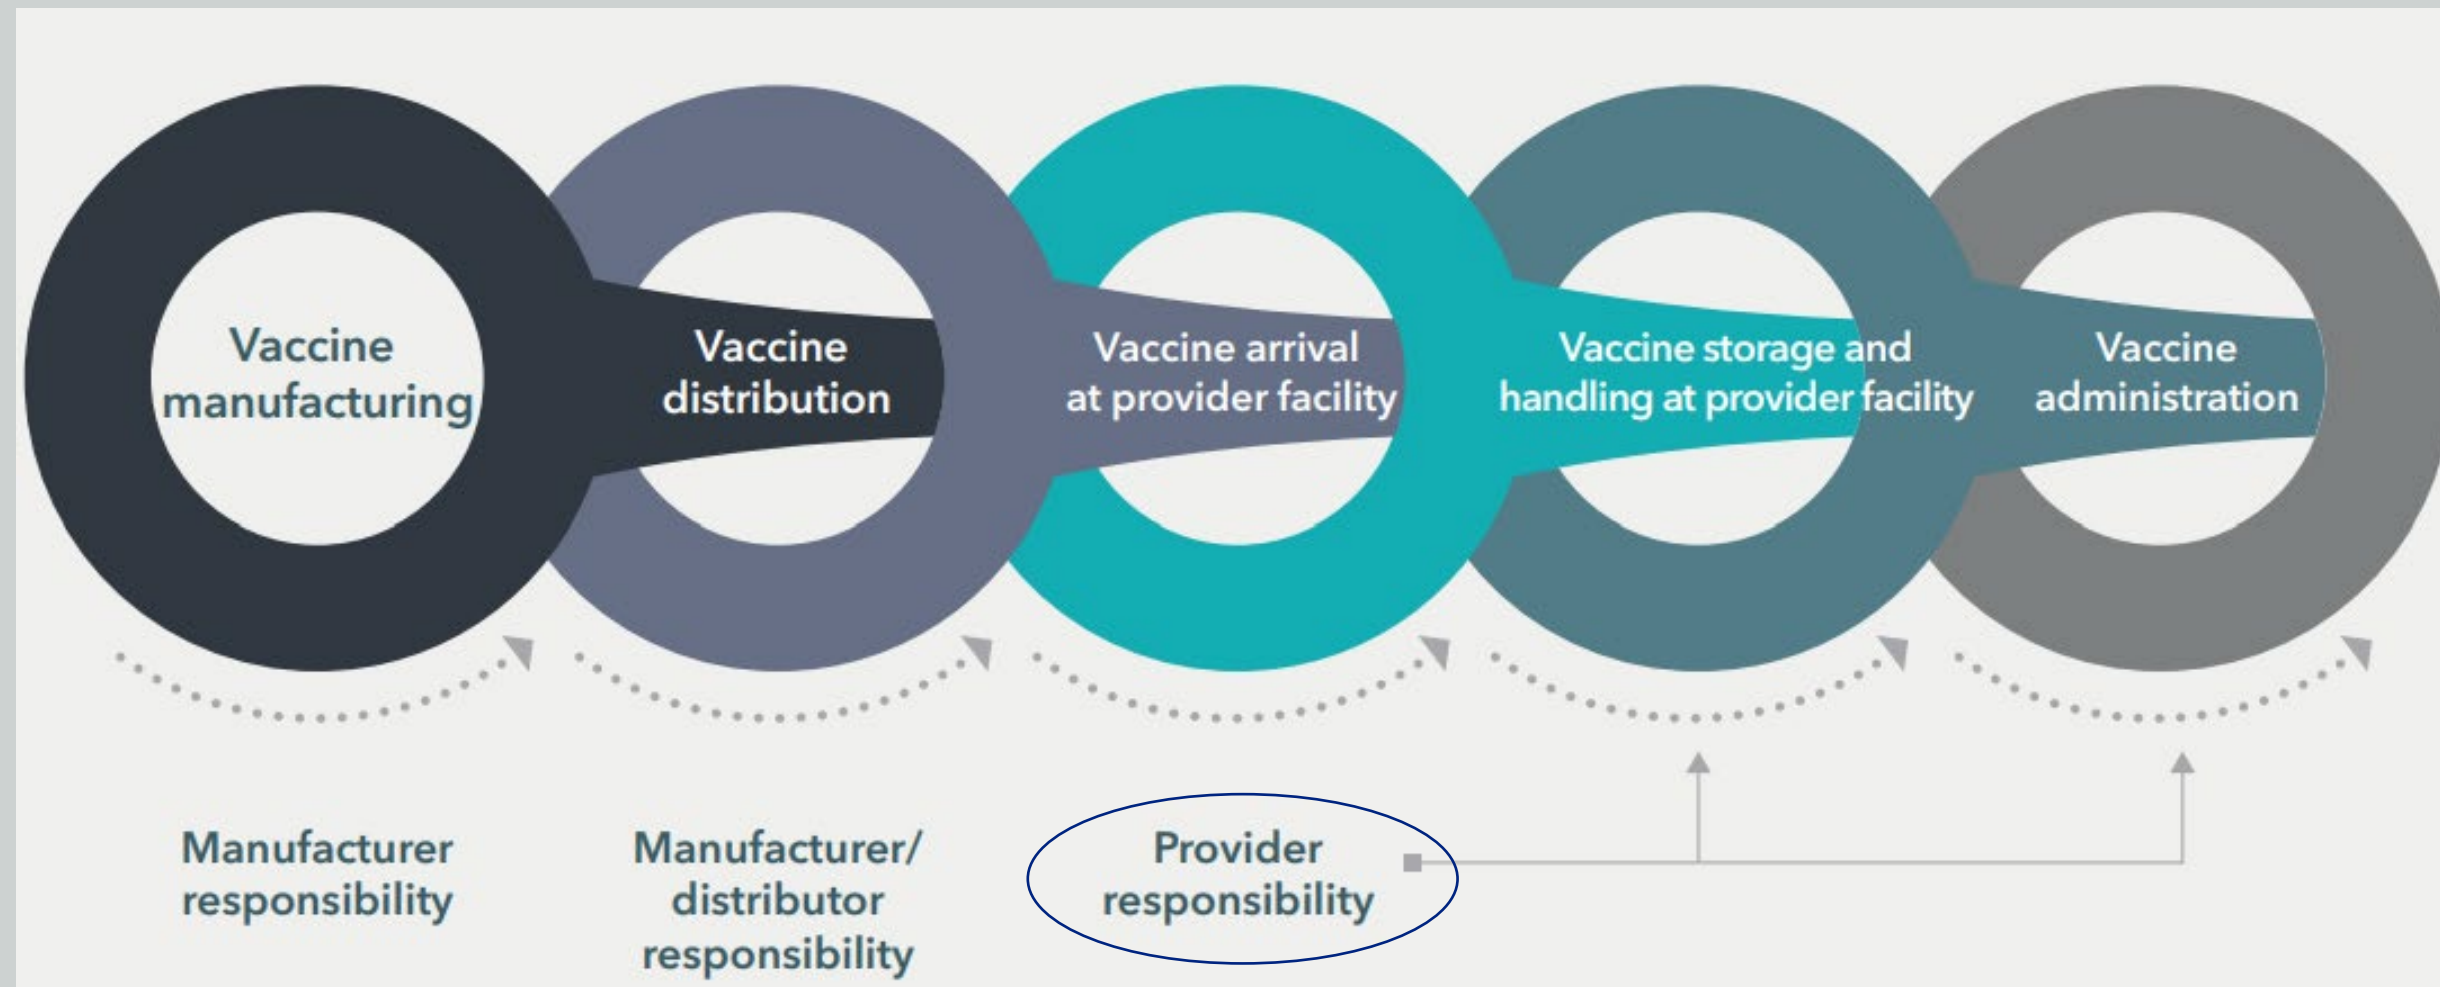 Vaccine
manufacturing
Vaccine
distribution
Vaccine arrival
at provider facility
Vaccine storage and
handling at provider facility
Vaccine
administration
Manufacturer
responsibility
Manufacturer/
distributor
responsibility
Provider
responsibility